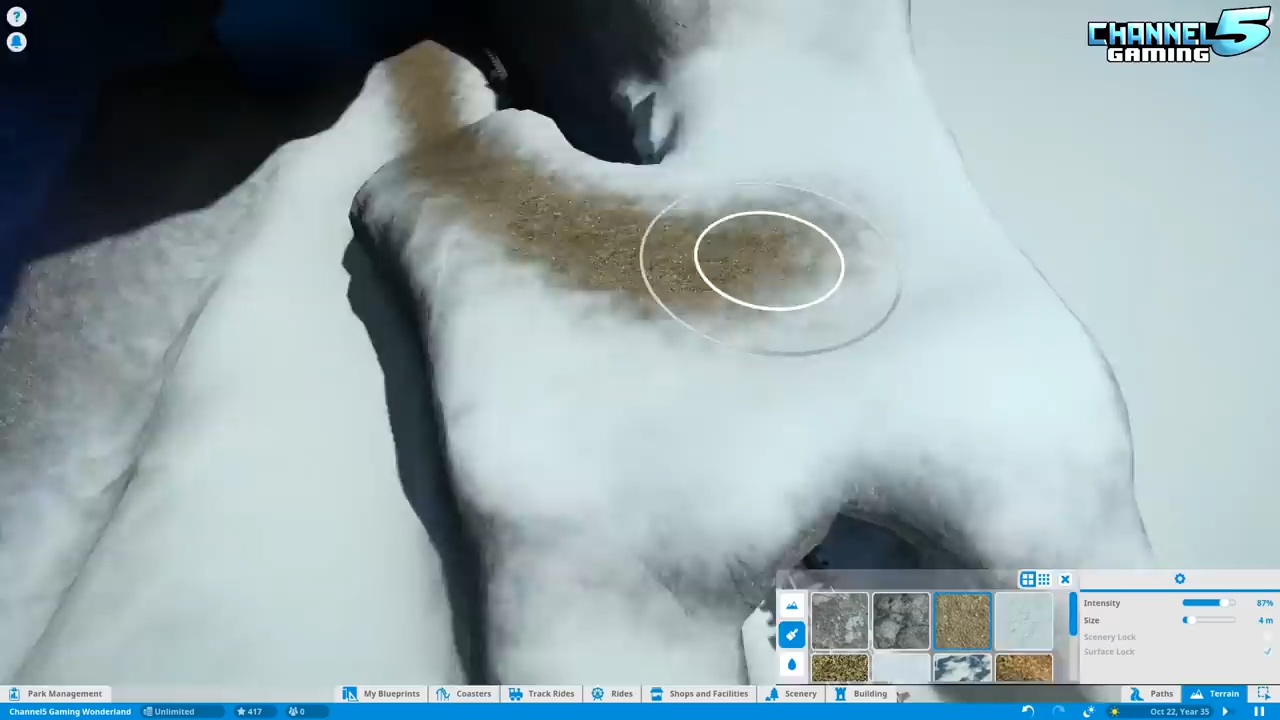 ?
CHANNEL 5
GAMING
Intensity 87%
Size 4 m
Scenery Lock
Surface Lock
Park Management My Blueprints Coasters Track Rides Rides Shops and Facilities Scenery Building Paths Terrain
Channel5 Gaming Wonderland Unlimited 417 0 Oct 22, Year 35